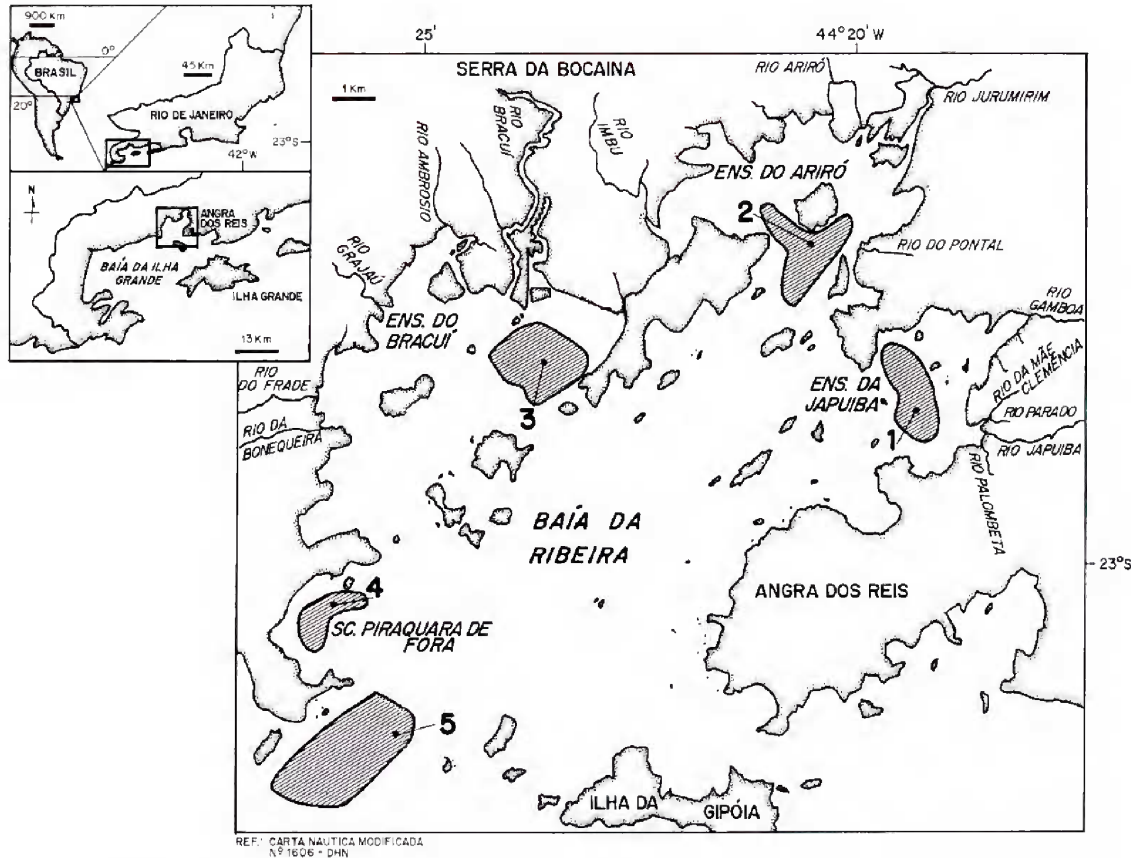 900 Km
0°
BRASIL
20°
45 Km
RIO DE JANEIRO
23°S
42°W
N
ANGRA
DOS REIS
BAÍA DA ILHA
GRANDE
ILHA GRANDE
13 Km
25'
44°20'W
1 Km
SERRA DA BOCAINA
RIO ARIRÓ
RIO JURUMIRIM
RIO AMBROSIO
RIO
BRACUÍ
RIO
IMBU
ENS. DO ARIRÓ
2
RIO DO PONTAL
RIO
GRAJAÚ
ENS. DO
BRACUÍ
RIO
GAMBOA
RIO DA MÃE
CLEMÊNCIA
RIO
DO FRADE
ENS. DA
JAPUIBA
RIO PARADO
RIO JAPUIBA
RIO PALOMBETA
RIO DA
BONEQUEIRA
3
1
BAÍA DA
RIBEIRA
23°S
ANGRA DOS REIS
4
SC. PIRAQUARA DE
FORA
5
ILHA DA
GIPÓIA
REF.: CARTA NAUTICA MODIFICADA
Nº 1606 - DHN